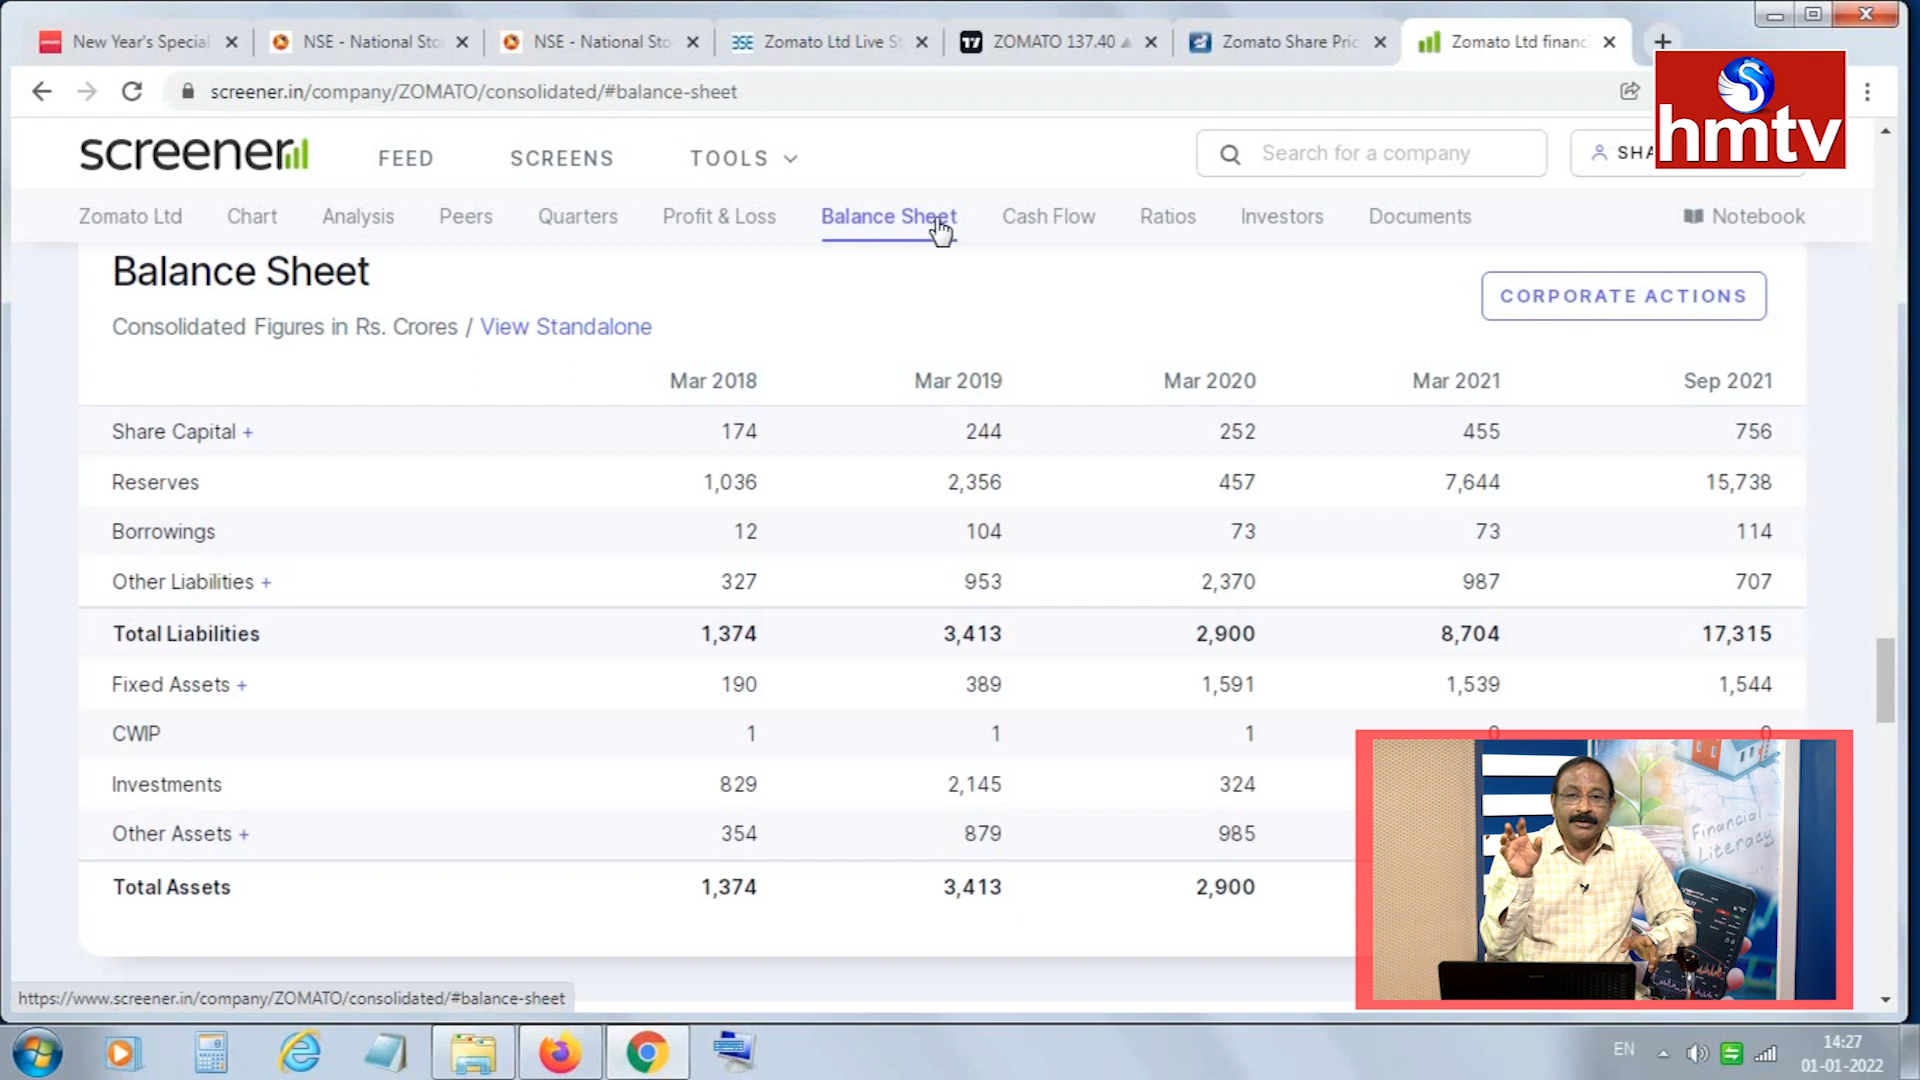 New Year's Special
NSE - National Sto
NSE - National Sto
Zomato Ltd Live St
ZOMATO 137.40
Zomato Share Pric
Zomato Ltd financ
screener.in/company/ZOMATO/consolidated/#balance-sheet
hmtv
screener
FEED
SCREENS
TOOLS
Search for a company
SHA
Zomato Ltd
Chart
Analysis
Peers
Quarters
Profit & Loss
Balance Sheet
Cash Flow
Ratios
Investors
Documents
Notebook
Balance Sheet
CORPORATE ACTIONS
Consolidated Figures in Rs. Crores / View Standalone
Mar 2018 Mar 2019 Mar 2020 Mar 2021 Sep 2021
Share Capital + 174 244 252 455 756
Reserves 1,036 2,356 457 7,644 15,738
Borrowings 12 104 73 73 114
Other Liabilities + 327 953 2,370 987 707
Total Liabilities 1,374 3,413 2,900 8,704 17,315
Fixed Assets + 190 389 1,591 1,539 1,544
CWIP 1 1 1 0 0
Investments 829 2,145 324
Other Assets + 354 879 985
Total Assets 1,374 3,413 2,900
Financial
Literacy
https://www.screener.in/company/ZOMATO/consolidated/#balance-sheet
EN
14:27
01-01-2022